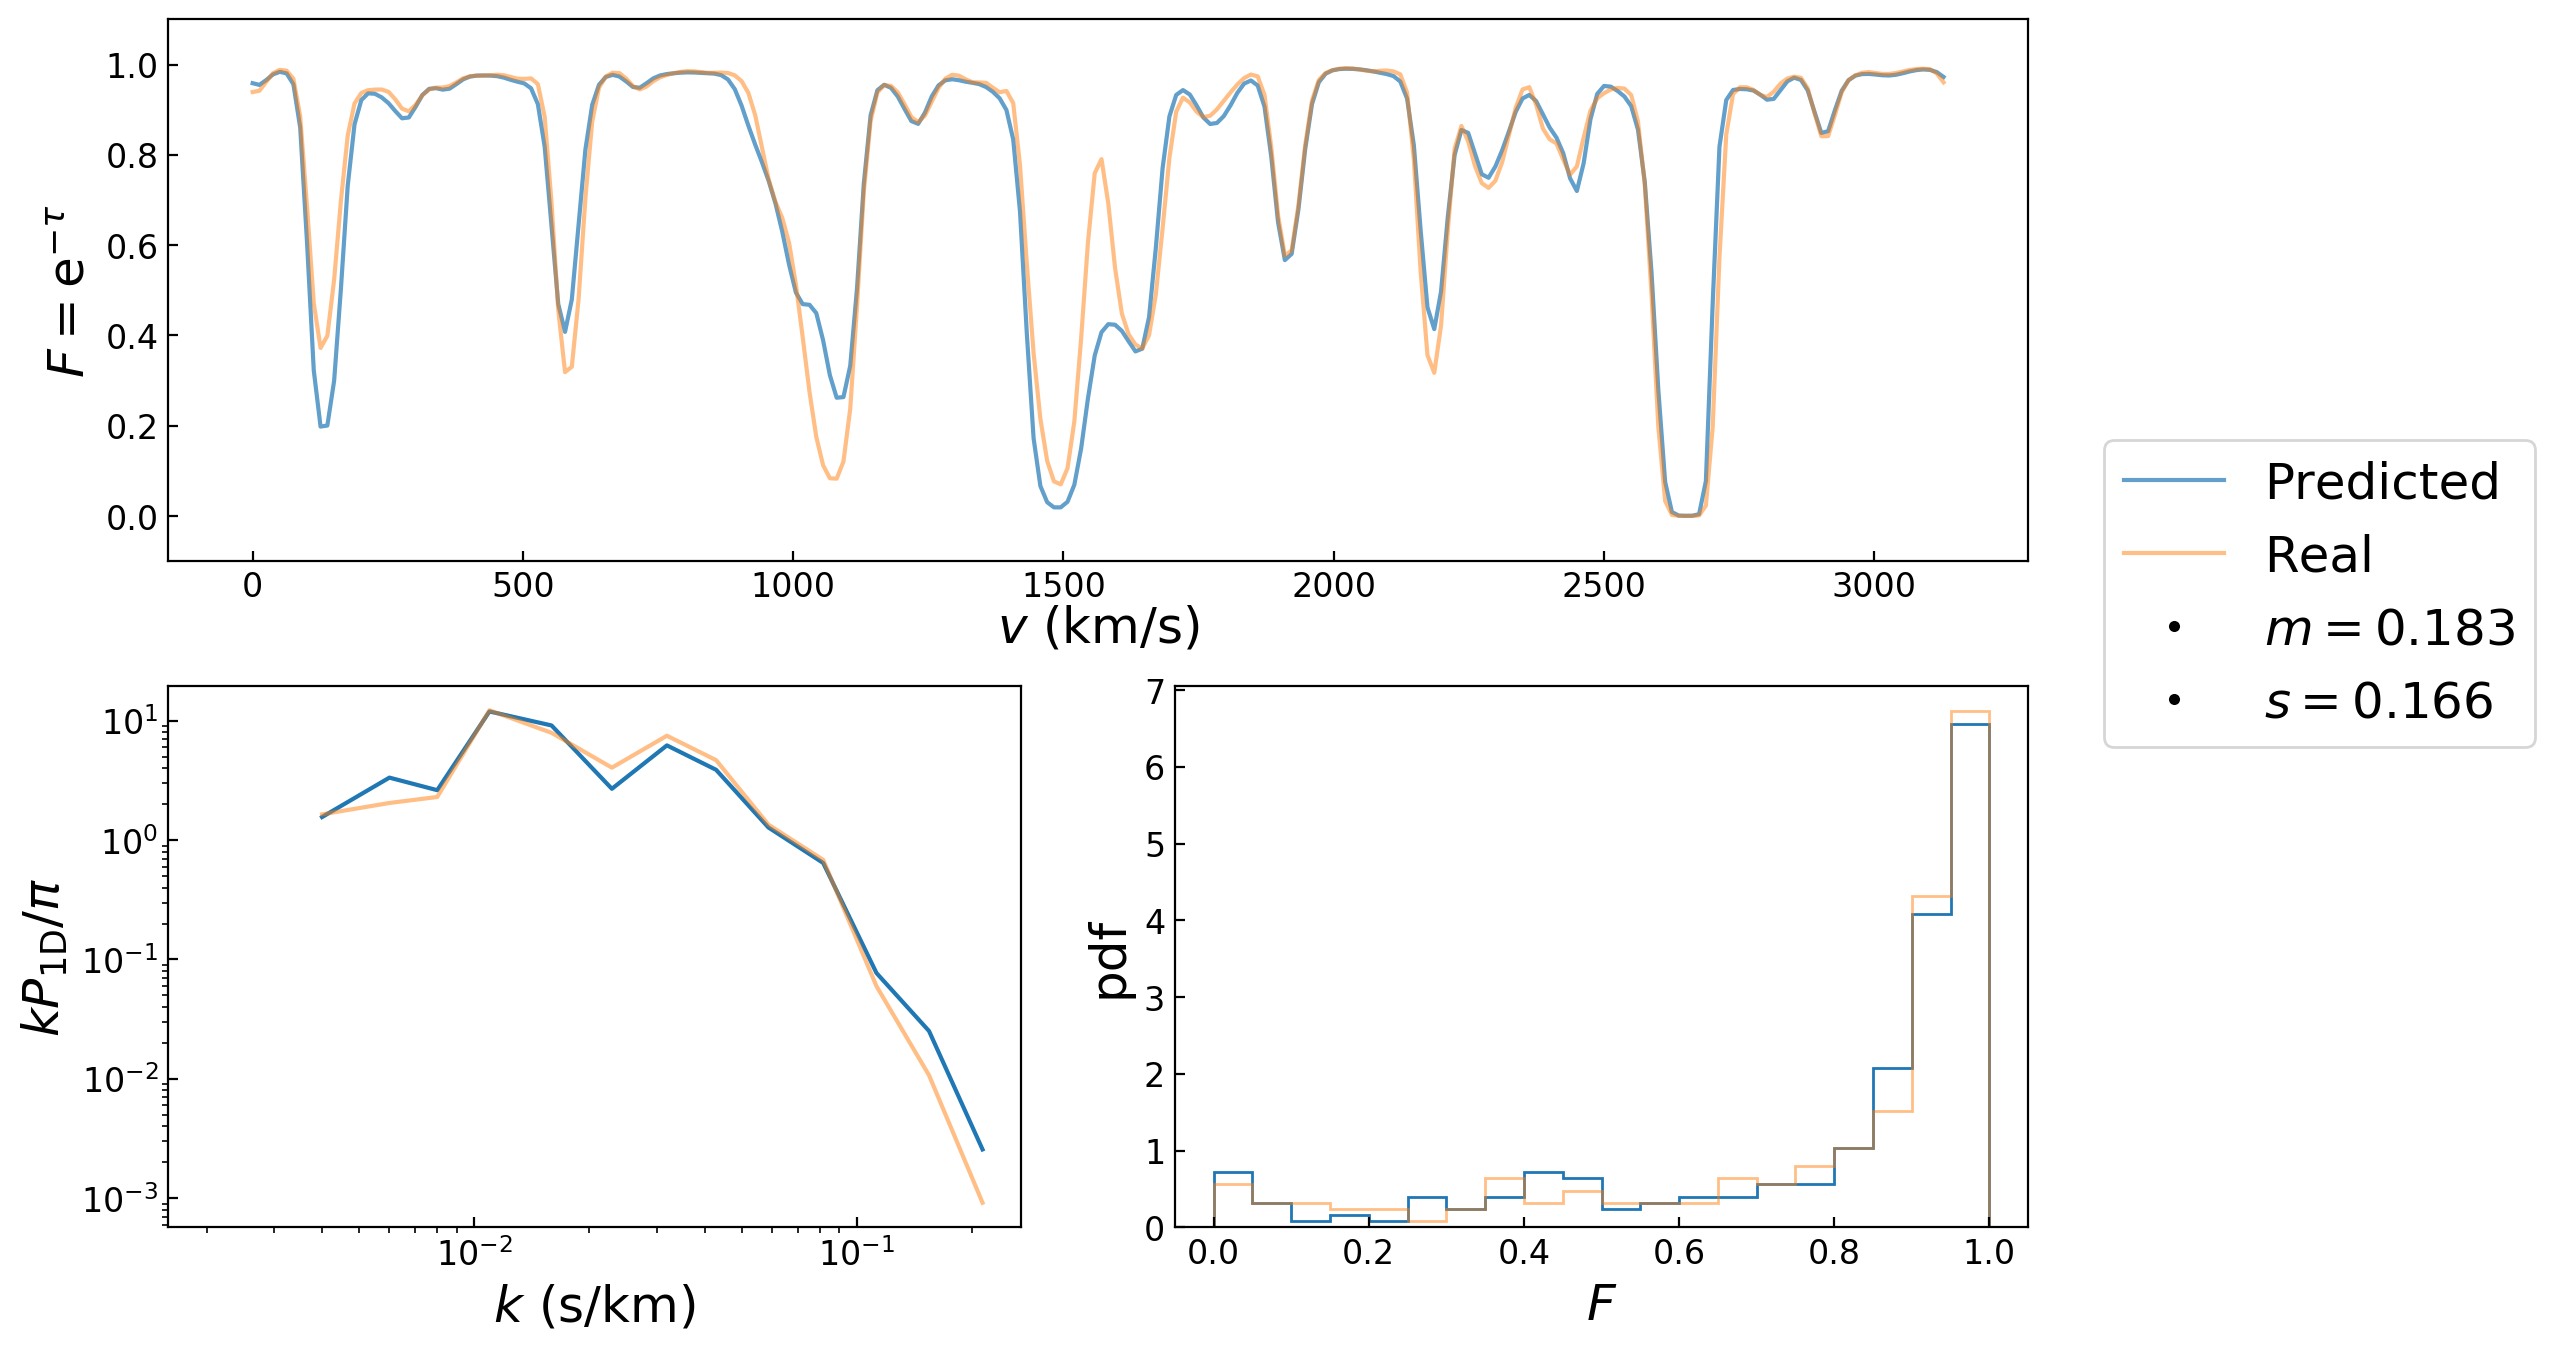 1.0
0.8
0.6
0.4
0.2
0.0
F = e^{−τ}
0 500 1000 1500 2000 2500 3000
v (km/s)
Predicted
Real
m = 0.183
s = 0.166
10^1
10^0
10^{−1}
10^{−2}
10^{−3}
kP_{1D}/π
10^{−2} 10^{−1}
k (s/km)
7
6
5
4
3
2
1
0
pdf
0.0 0.2 0.4 0.6 0.8 1.0
F